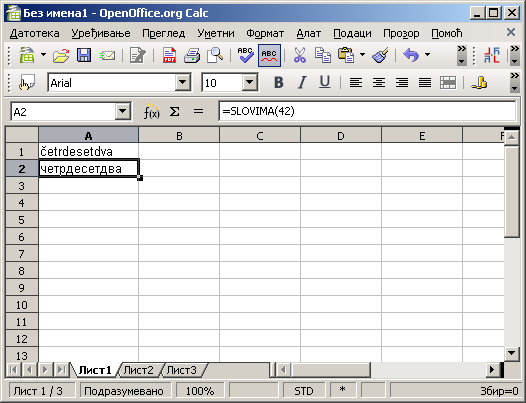 Без имена1 - OpenOffice.org Calc
Датотека Уређивање Преглед Уметни Формат Алат Подаци Прозор Помоћ
ABC ABC
Arial 10 B I U
A2 f(x) Σ = =SLOVIMA(42)
A B C D E F
1 četrdesetdva
2 четрдесетдва
3
4
5
6
7
8
9
10
11
12
13
Лист1 Лист2 Лист3
Лист 1 / 3 Подразумевано 100% STD * Збир=0